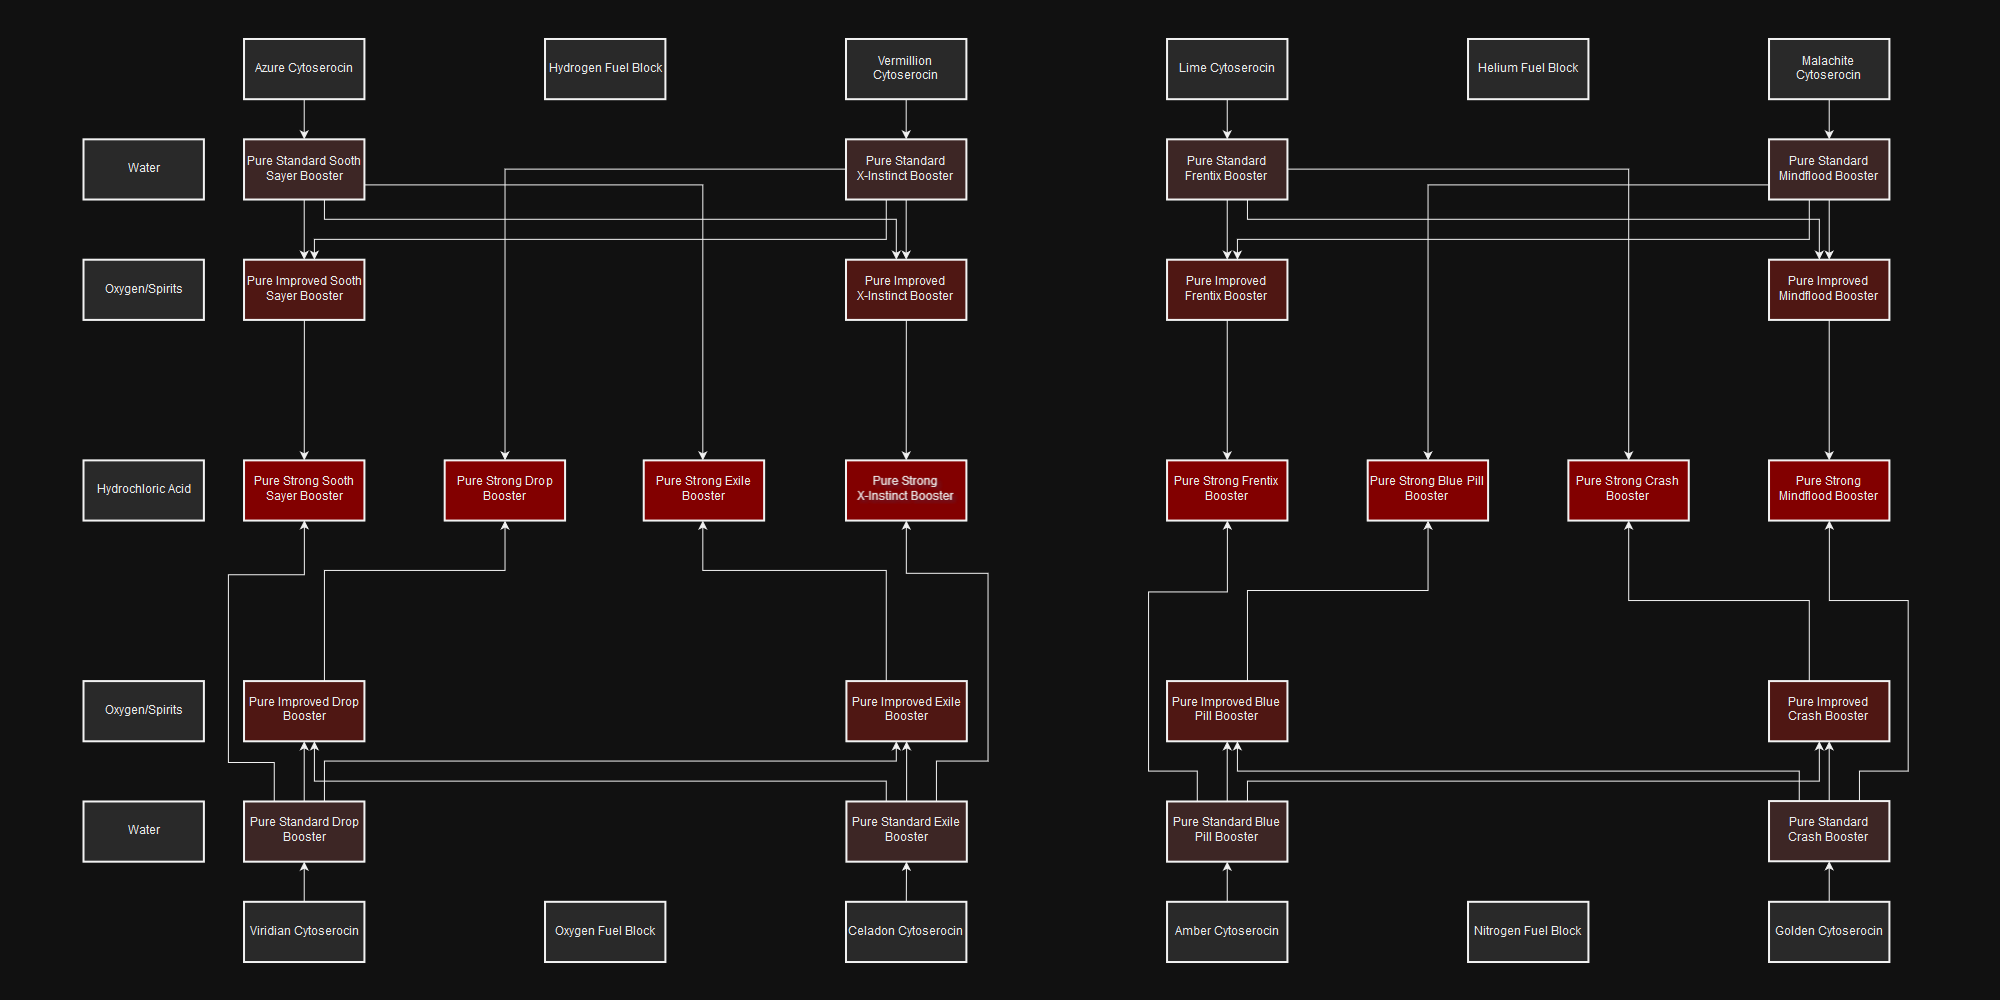 Azure Cytoserocin
Hydrogen Fuel Block
Vermillion
Cytoserocin
Lime Cytoserocin
Helium Fuel Block
Malachite
Cytoserocin
Water
Pure Standard Sooth
Sayer Booster
Pure Standard
X-Instinct Booster
Pure Standard
Frentix Booster
Pure Standard
Mindflood Booster
Oxygen/Spirits
Pure Improved Sooth
Sayer Booster
Pure Improved
X-Instinct Booster
Pure Improved
Frentix Booster
Pure Improved
Mindflood Booster
Hydrochloric Acid
Pure Strong Sooth
Sayer Booster
Pure Strong Drop
Booster
Pure Strong Exile
Booster
Pure Strong
X-Instinct Booster
Pure Strong Frentix
Booster
Pure Strong Blue Pill
Booster
Pure Strong Crash
Booster
Pure Strong
Mindflood Booster
Oxygen/Spirits
Pure Improved Drop
Booster
Pure Improved Exile
Booster
Pure Improved Blue
Pill Booster
Pure Improved
Crash Booster
Water
Pure Standard Drop
Booster
Pure Standard Exile
Booster
Pure Standard Blue
Pill Booster
Pure Standard
Crash Booster
Viridian Cytoserocin
Oxygen Fuel Block
Celadon Cytoserocin
Amber Cytoserocin
Nitrogen Fuel Block
Golden Cytoserocin